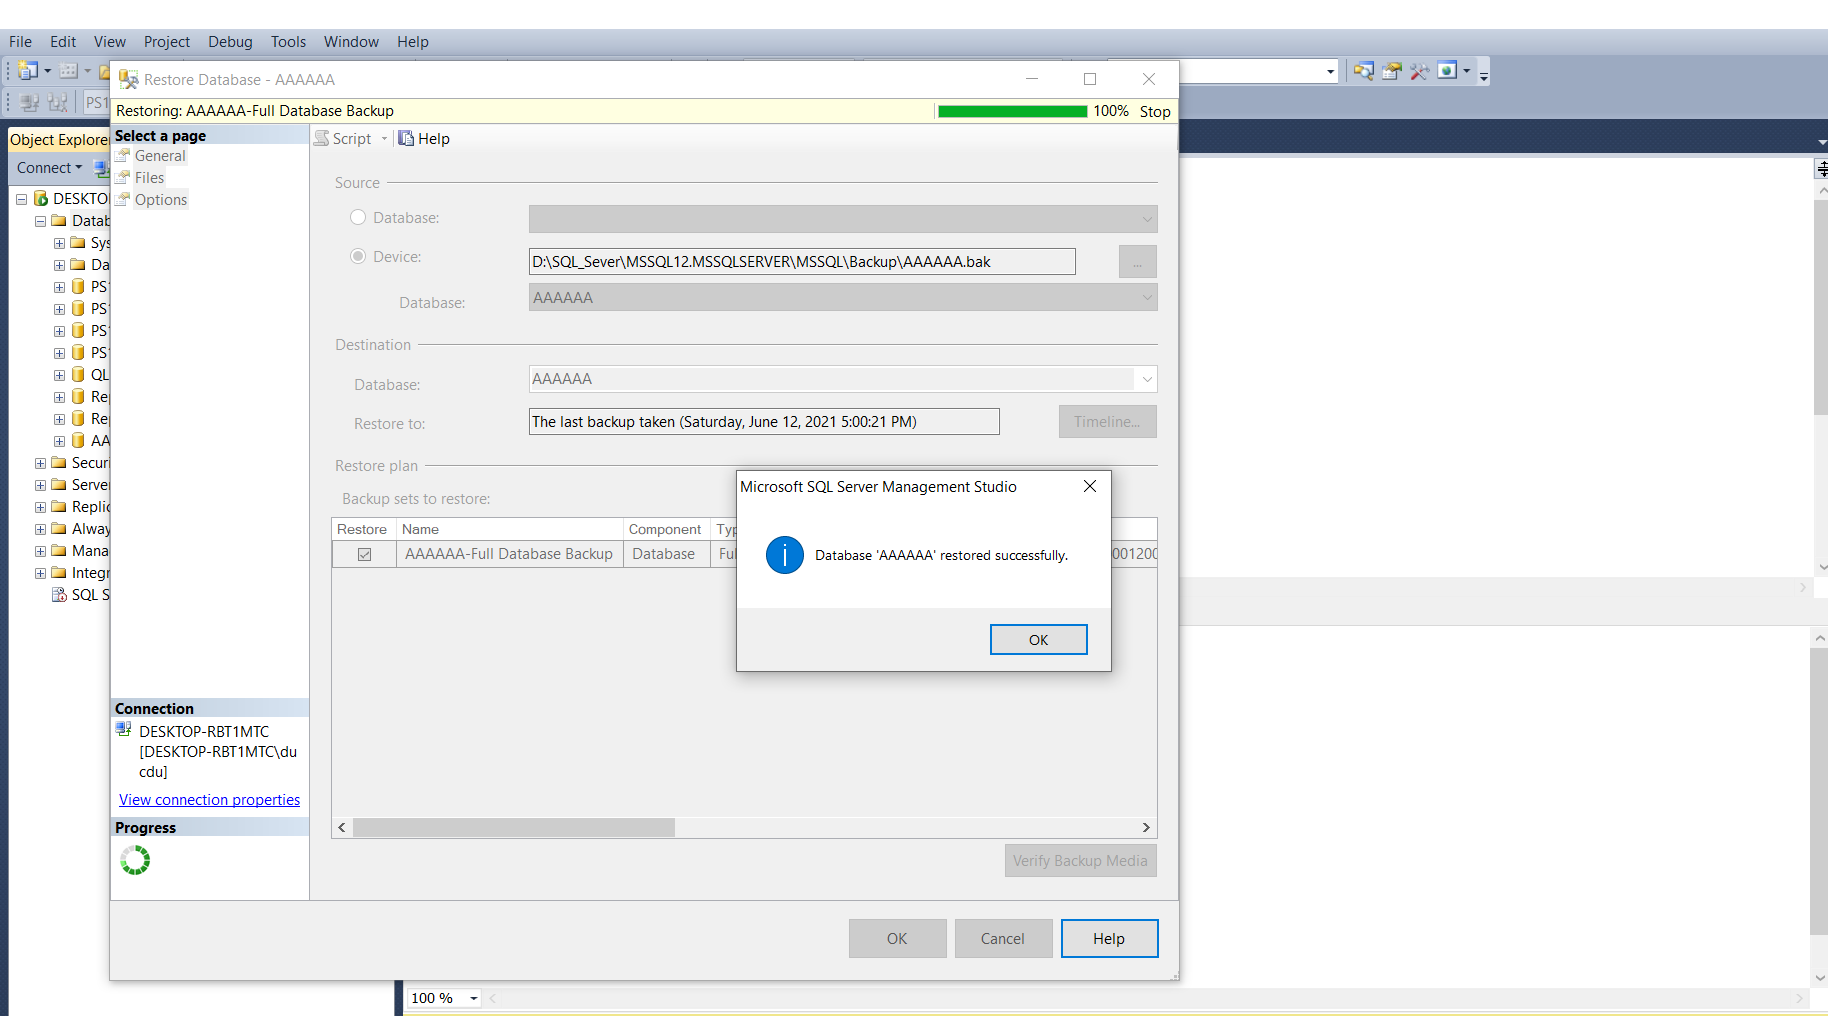 File Edit View Project Debug Tools Window Help
Restore Database - AAAAAA
Restoring: AAAAAA-Full Database Backup 100% Stop
Object Explorer
Connect
Select a page
General
Files
Options
Script Help
Source
Database:
Device: D:\SQL_Sever\MSSQL12.MSSQLSERVER\MSSQL\Backup\AAAAAA.bak ...
Database: AAAAAA
Destination
Database: AAAAAA
Restore to: The last backup taken (Saturday, June 12, 2021 5:00:21 PM) Timeline...
Restore plan
Backup sets to restore:
Restore Name Component Typ
AAAAAA-Full Database Backup Database Ful 001200
Microsoft SQL Server Management Studio
Database 'AAAAAA' restored successfully.
OK
PS1
DESKTO
Datab
Sys
Da
PS
PS
PS
PS
QL
Re
Re
AA
Securi
Server
Replic
Alway
Mana
Integr
SQL S
Connection
DESKTOP-RBT1MTC
[DESKTOP-RBT1MTC\du
cdu]
View connection properties
Progress
Verify Backup Media
OK Cancel Help
100 %